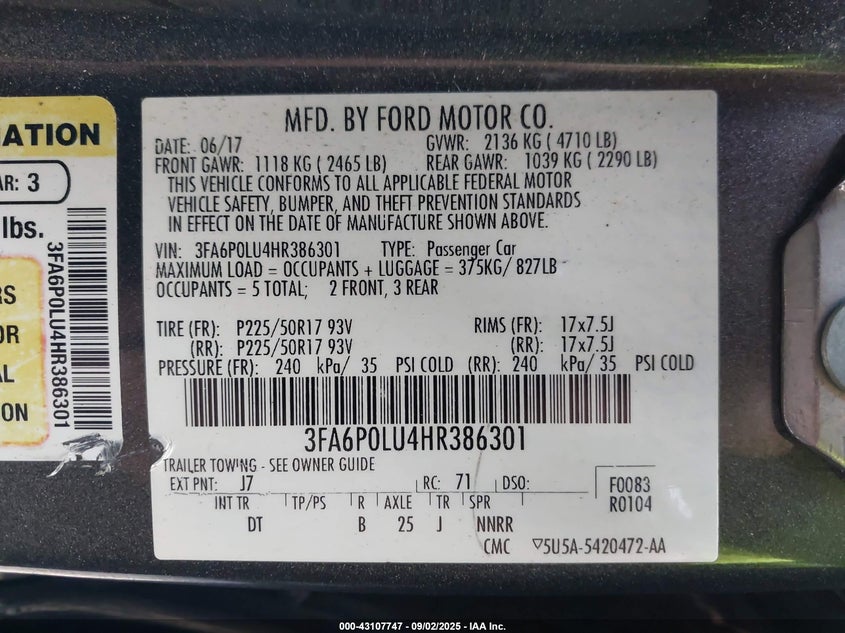 MATION
AR: 3
lbs.
RS
OR
AL
ON
3FA6P0LU4HR386301
MFD. BY FORD MOTOR CO.
DATE: 06/17 GVWR: 2136 KG ( 4710 LB)
FRONT GAWR: 1118 KG ( 2465 LB) REAR GAWR: 1039 KG ( 2290 LB)
THIS VEHICLE CONFORMS TO ALL APPLICABLE FEDERAL MOTOR
VEHICLE SAFETY, BUMPER, AND THEFT PREVENTION STANDARDS
IN EFFECT ON THE DATE OF MANUFACTURE SHOWN ABOVE.
VIN: 3FA6P0LU4HR386301 TYPE: Passenger Car
MAXIMUM LOAD = OCCUPANTS + LUGGAGE = 375KG/ 827LB
OCCUPANTS = 5 TOTAL; 2 FRONT, 3 REAR
TIRE (FR): P225/50R17 93V RIMS (FR): 17x7.5J
(RR): P225/50R17 93V (RR): 17x7.5J
PRESSURE (FR): 240 kPa/ 35 PSI COLD (RR): 240 kPa/ 35 PSI COLD
3FA6P0LU4HR386301
TRAILER TOWING - SEE OWNER GUIDE
EXT PNT: J7 RC: 71 DSO: F0083
INT TR TP/PS R AXLE TR SPR R0104
DT B 25 J NNRR
CMC ▽5U5A-5420472-AA
000-43107747 - 09/02/2025 - IAA Inc.